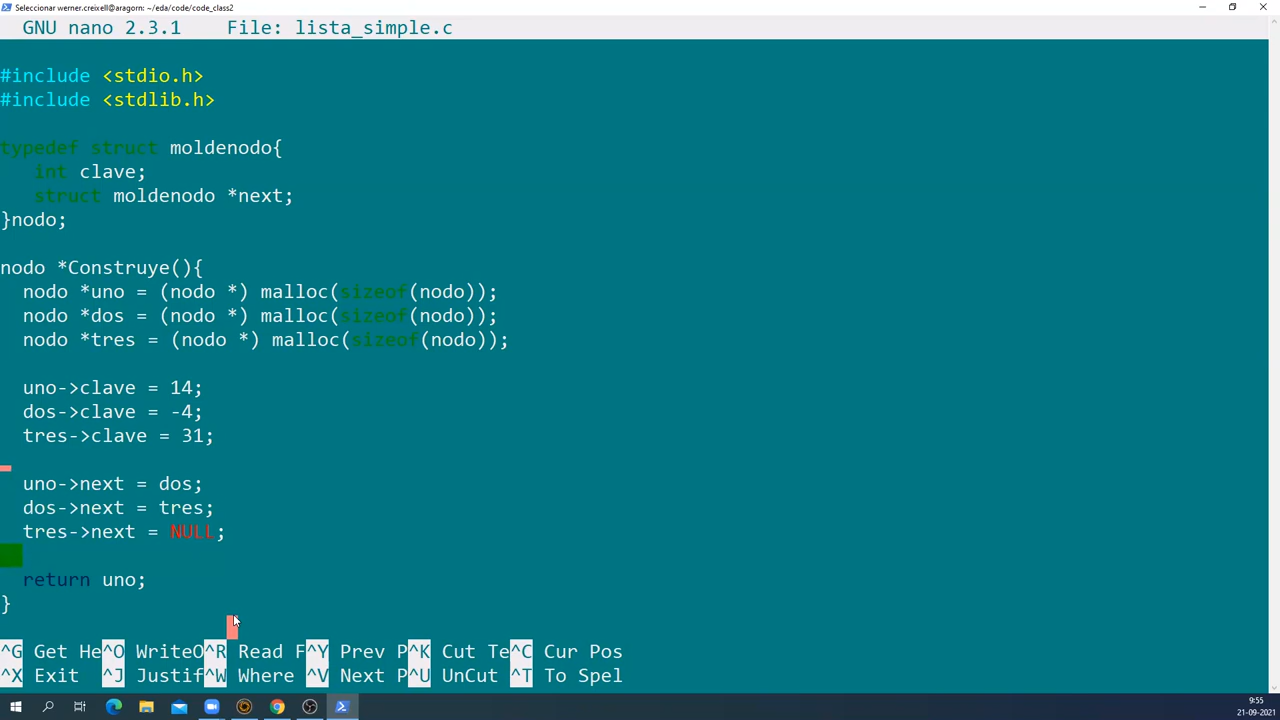 Seleccionar werner.creixell@aragorn: ~/eda/code/code_class2
GNU nano 2.3.1    File: lista_simple.c
#include <stdio.h>
#include <stdlib.h>
typedef struct moldenodo{
   int clave;
   struct moldenodo *next;
}nodo;
nodo *Construye(){
  nodo *uno = (nodo *) malloc(sizeof(nodo));
  nodo *dos = (nodo *) malloc(sizeof(nodo));
  nodo *tres = (nodo *) malloc(sizeof(nodo));
  uno->clave = 14;
  dos->clave = -4;
  tres->clave = 31;
  uno->next = dos;
  dos->next = tres;
  tres->next = NULL;
  return uno;
}
^G Get He^O WriteO^R Read F^Y Prev P^K Cut Te^C Cur Pos
^X Exit  ^J Justif^W Where ^V Next P^U UnCut ^T To Spel
9:55
21-09-2021